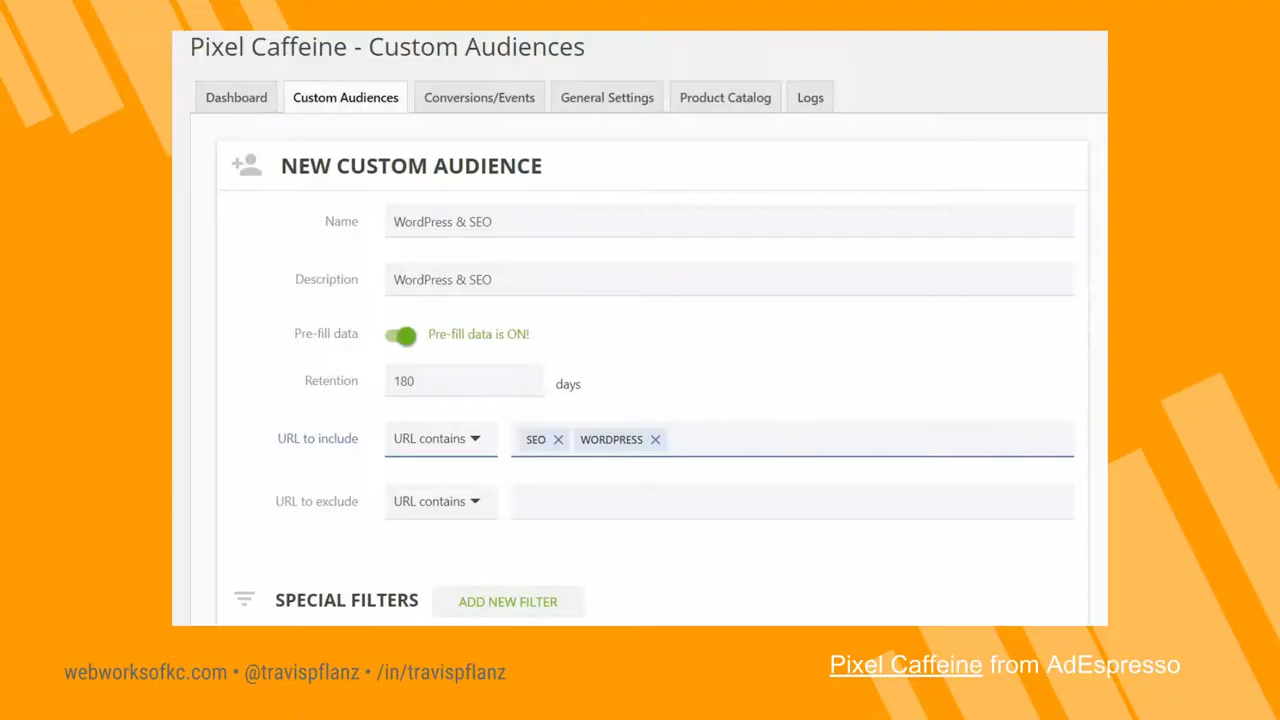 Pixel Caffeine - Custom Audiences
Dashboard Custom Audiences Conversions/Events General Settings Product Catalog Logs
NEW CUSTOM AUDIENCE
Name WordPress & SEO
Description WordPress & SEO
Pre-fill data Pre-fill data is ON!
Retention 180 days
URL to include URL contains SEO WORDPRESS
URL to exclude URL contains
SPECIAL FILTERS ADD NEW FILTER
webworksofkc.com • @travispflanz • /in/travispflanz
Pixel Caffeine from AdEspresso